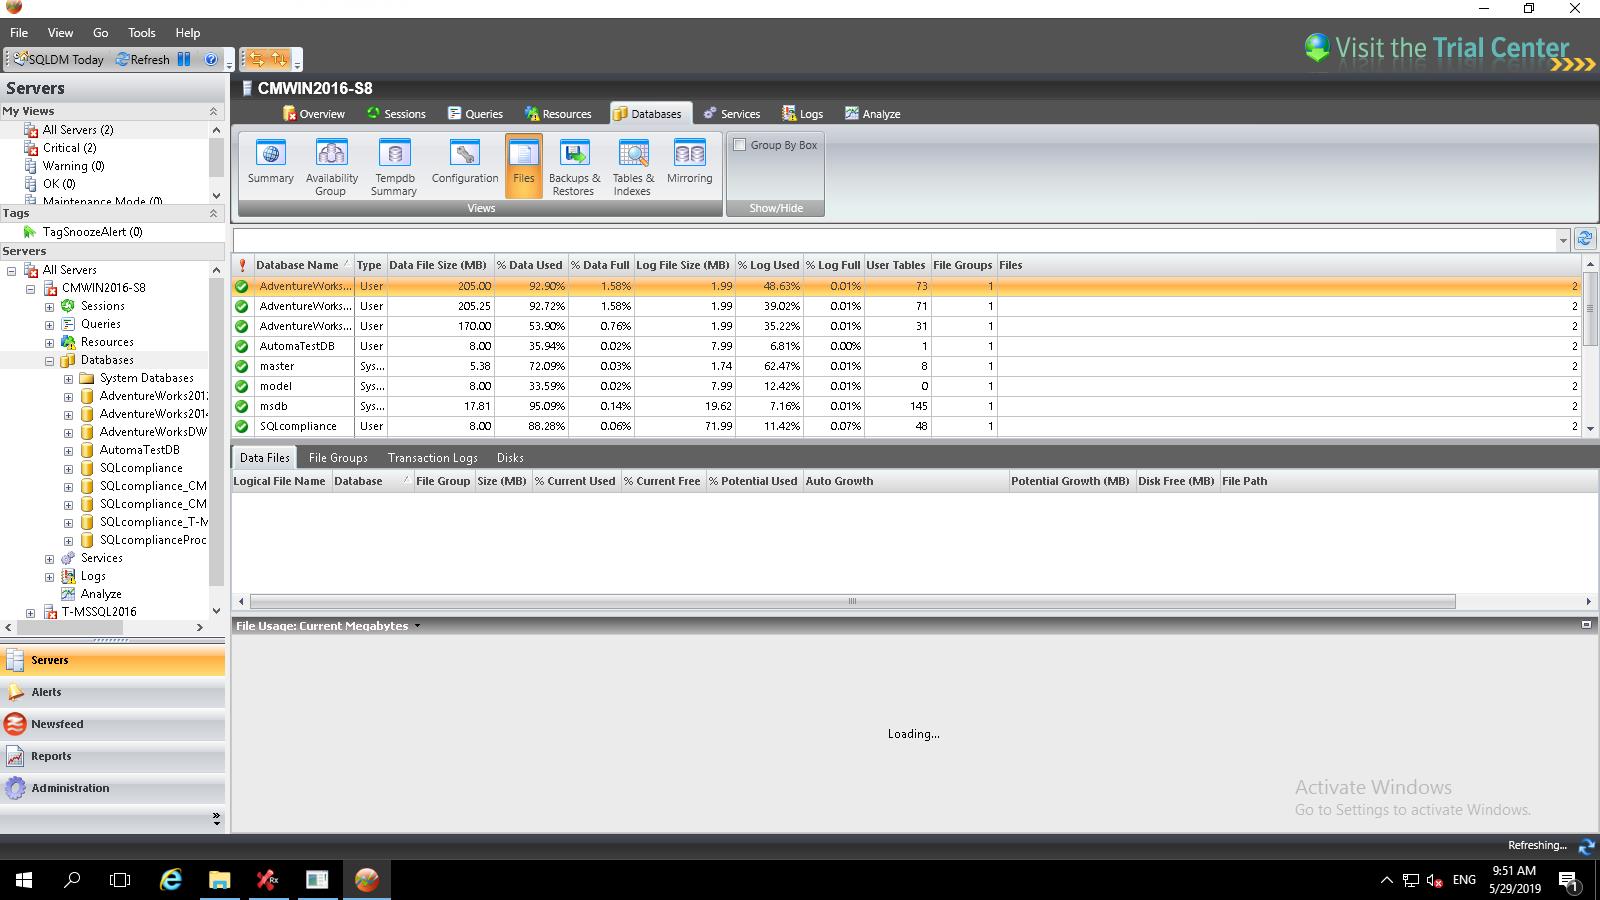 File View Go Tools Help
Visit the Trial Center
SQLDM Today Refresh
Servers
CMWIN2016-S8
My Views
Overview Sessions Queries Resources Databases Services Logs Analyze
All Servers (2)
Critical (2)
Warning (0)
OK (0)
Maintenance Mode (0)
Group By Box
Summary Availability Group Tempdb Summary Configuration Files Backups & Restores Tables & Indexes Mirroring
Views Show/Hide
Tags
TagSnoozeAlert (0)
Servers
All Servers
CMWIN2016-S8
Sessions
Queries
Resources
Databases
System Databases
AdventureWorks201
AdventureWorks201
AdventureWorksDW
AutomaTestDB
SQLcompliance
SQLcompliance_CM
SQLcompliance_CM
SQLcompliance_T-M
SQLcomplianceProc
Services
Logs
Analyze
T-MSSQL2016
Database Name Type Data File Size (MB) % Data Used % Data Full Log File Size (MB) % Log Used % Log Full User Tables File Groups Files
AdventureWorks... User 205.00 92.90% 1.58% 1.99 48.63% 0.01% 73 1 2
AdventureWorks... User 205.25 92.72% 1.58% 1.99 39.02% 0.01% 71 1 2
AdventureWorks... User 170.00 53.90% 0.76% 1.99 35.22% 0.01% 31 1 2
AutomaTestDB User 8.00 35.94% 0.02% 7.99 6.81% 0.00% 1 1 2
master Sys... 5.38 72.09% 0.03% 1.74 62.47% 0.01% 8 1 2
model Sys... 8.00 33.59% 0.02% 7.99 12.42% 0.01% 0 1 2
msdb Sys... 17.81 95.09% 0.14% 19.62 7.16% 0.01% 145 1 2
SQLcompliance User 8.00 88.28% 0.06% 71.99 11.42% 0.07% 48 1 2
Data Files File Groups Transaction Logs Disks
Logical File Name Database File Group Size (MB) % Current Used % Current Free % Potential Used Auto Growth Potential Growth (MB) Disk Free (MB) File Path
File Usage: Current Megabytes
Loading...
Servers
Alerts
Newsfeed
Reports
Administration
Activate Windows
Go to Settings to activate Windows.
Refreshing...
ENG
9:51 AM
5/29/2019
1